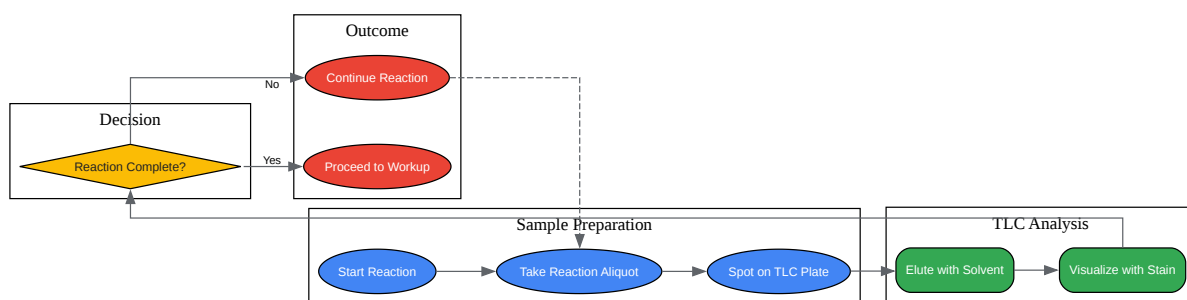 Outcome
Continue Reaction
No
Decision
Reaction Complete?
Yes
Proceed to Workup
Sample Preparation
TLC Analysis
Start Reaction
Take Reaction Aliquot
Spot on TLC Plate
Elute with Solvent
Visualize with Stain